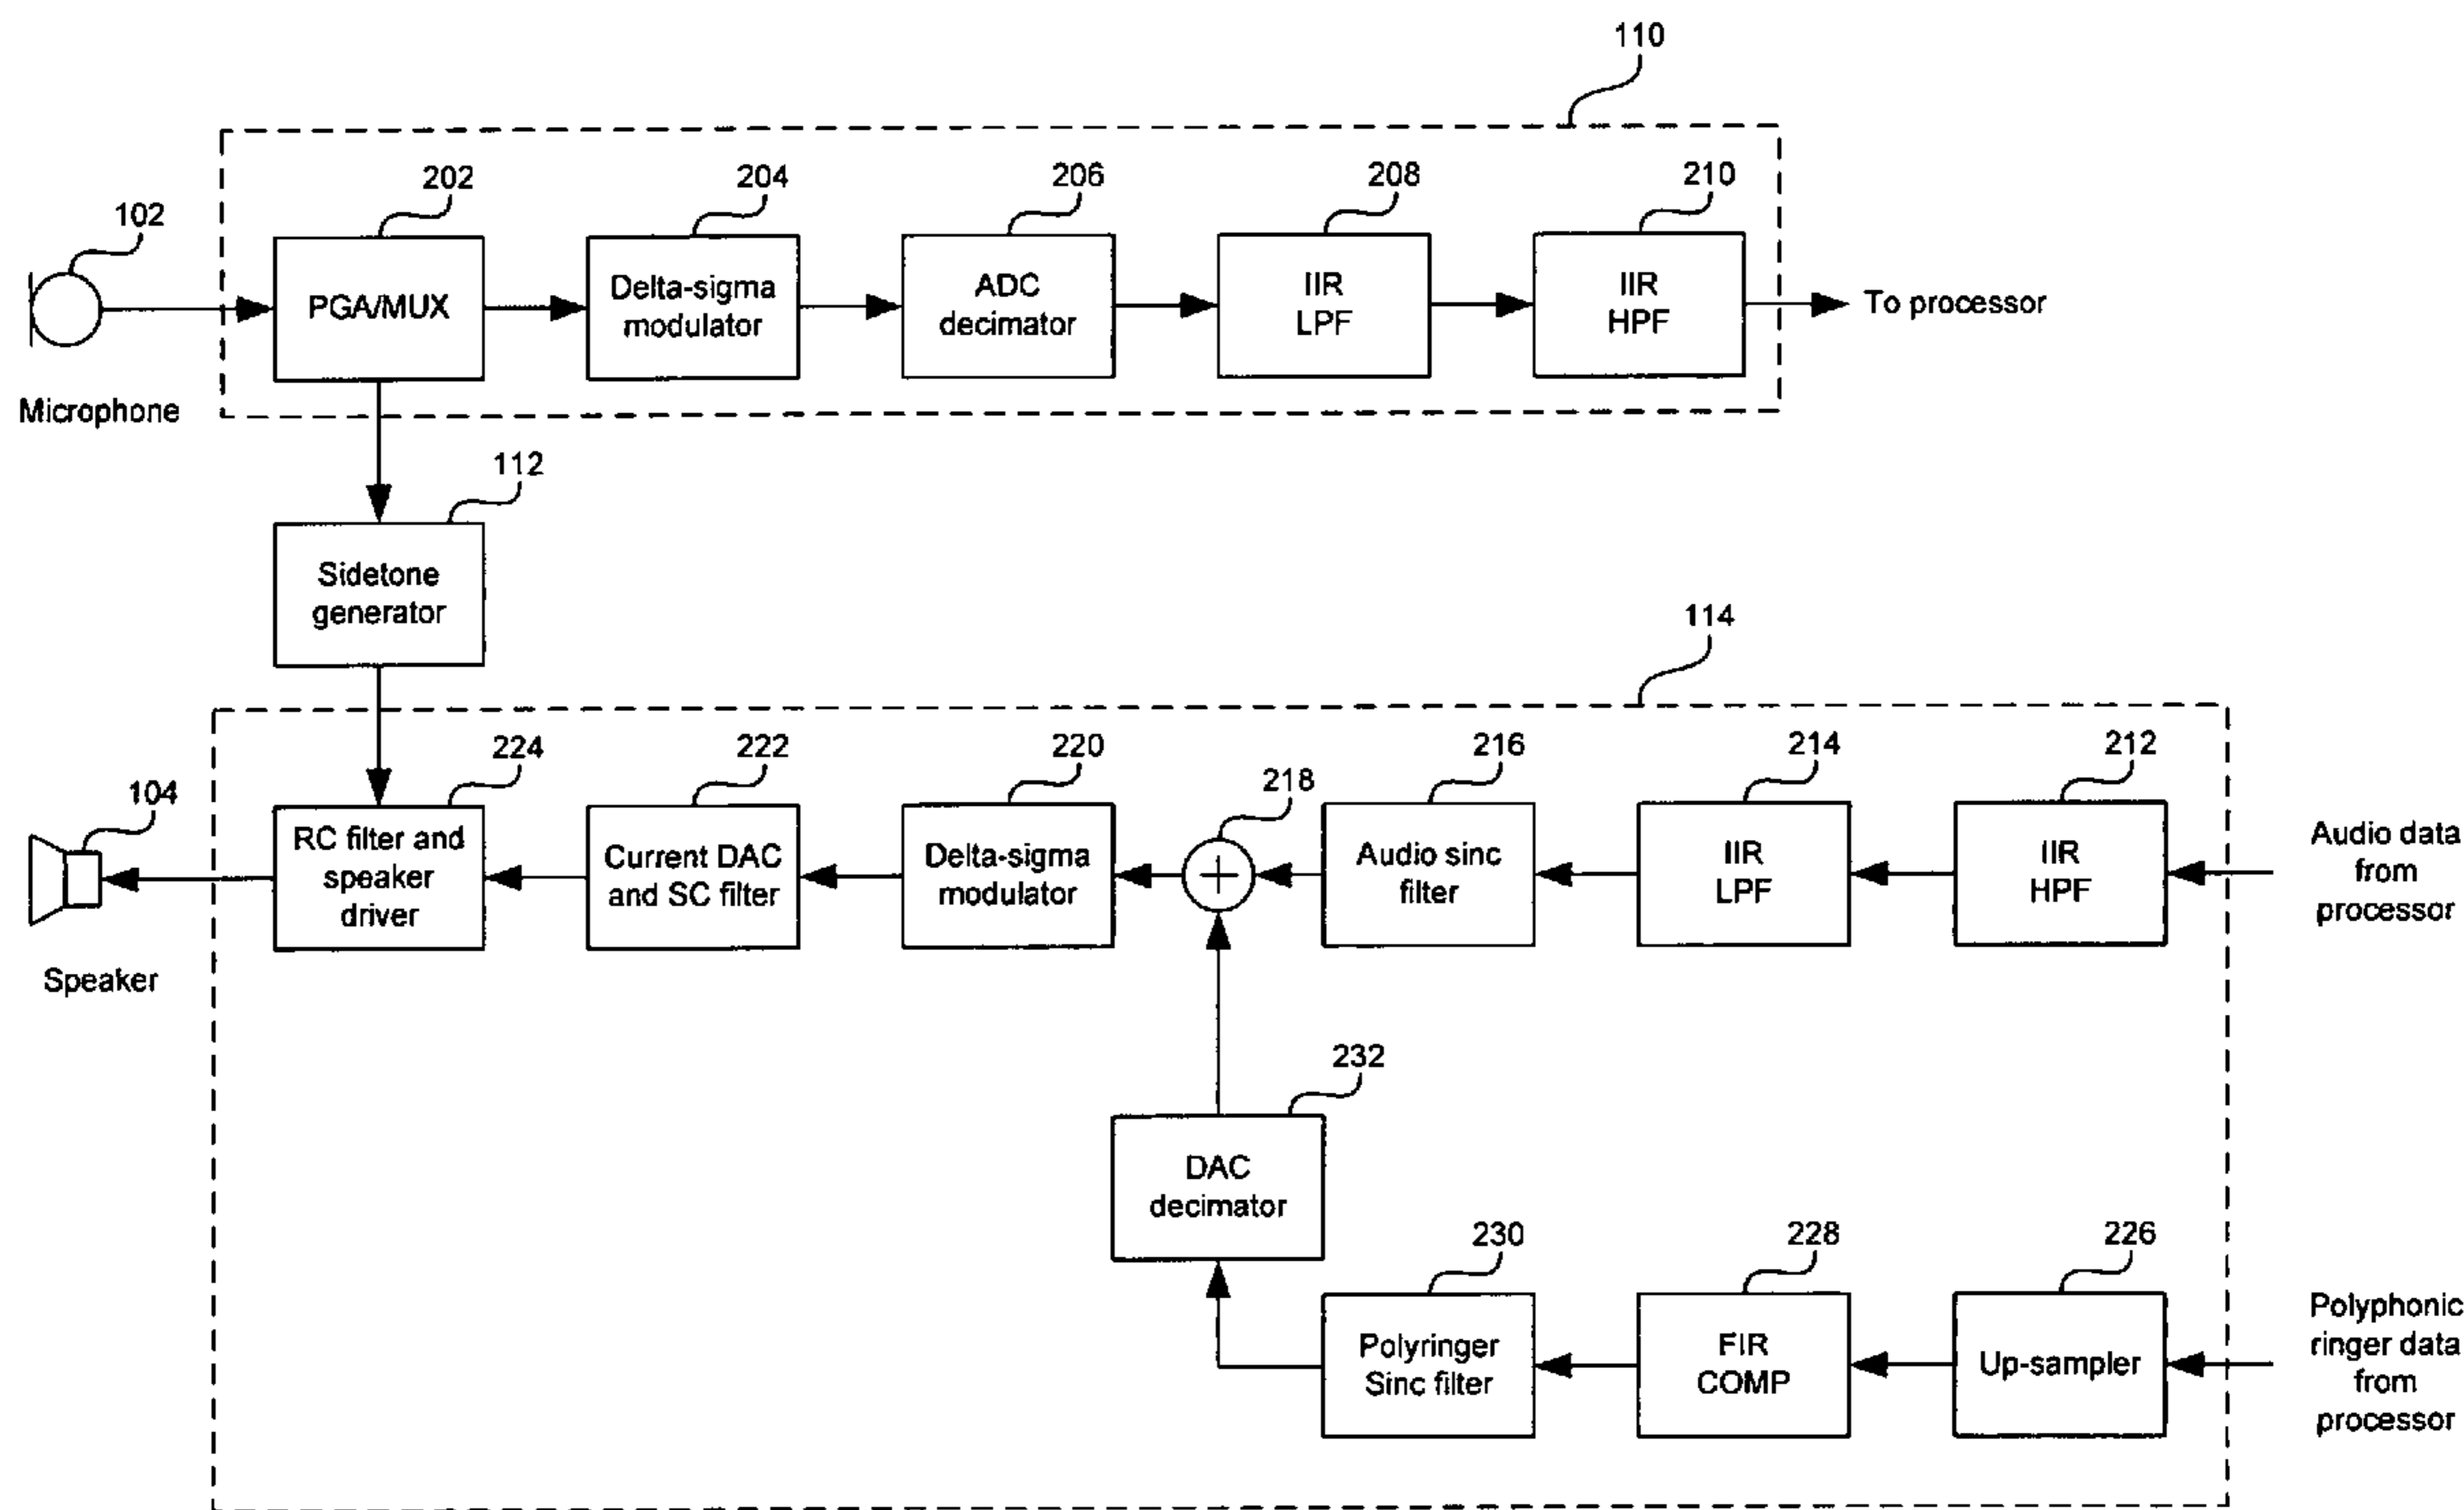 110
202
204
206
208
210
102
PGA/MUX
Delta-sigma
modulator
ADC
decimator
IIR
LPF
IIR
HPF
To processor
Microphone
112
Sidetone
generator
114
224
222
220
218
216
214
212
104
RC filter and
speaker
driver
Current DAC
and SC filter
Delta-sigma
modulator
+
Audio sinc
filter
IIR
LPF
IIR
HPF
Audio data
from
processor
Speaker
232
DAC
decimator
230
228
226
Polyringer
Sinc filter
FIR
COMP
Up-sampler
Polyphonic
ringer data
from
processor